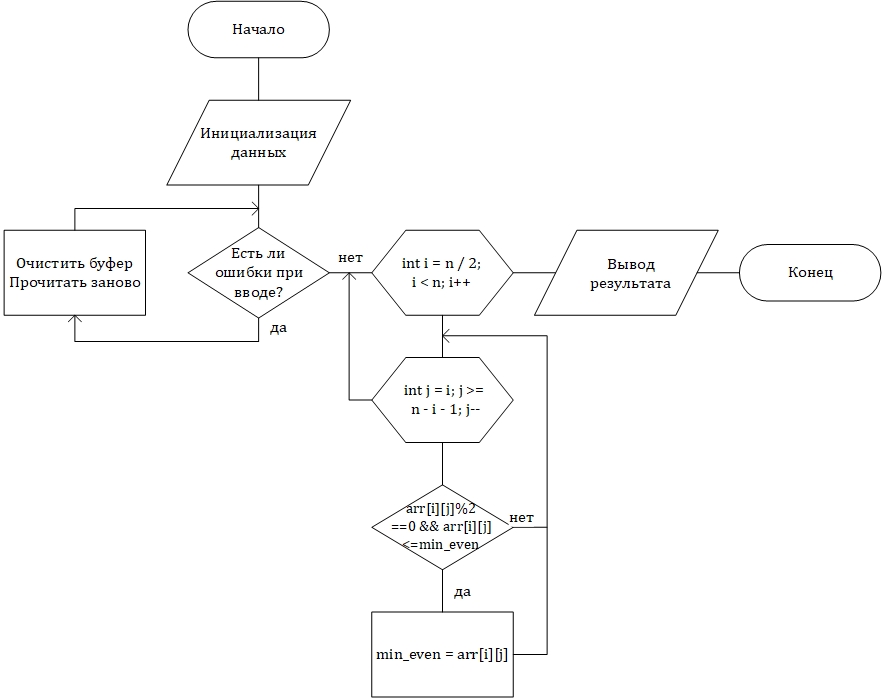 Начало
Инициализация
данных
Есть ли
ошибки при
вводе?
нет
да
Очистить буфер
Прочитать заново
int i = n / 2;
i < n; i++
Вывод
результата
Конец
int j = i; j >=
n - i - 1; j--
arr[i][j]%2
==0 && arr[i][j]
<=min_even
нет
да
min_even = arr[i][j]